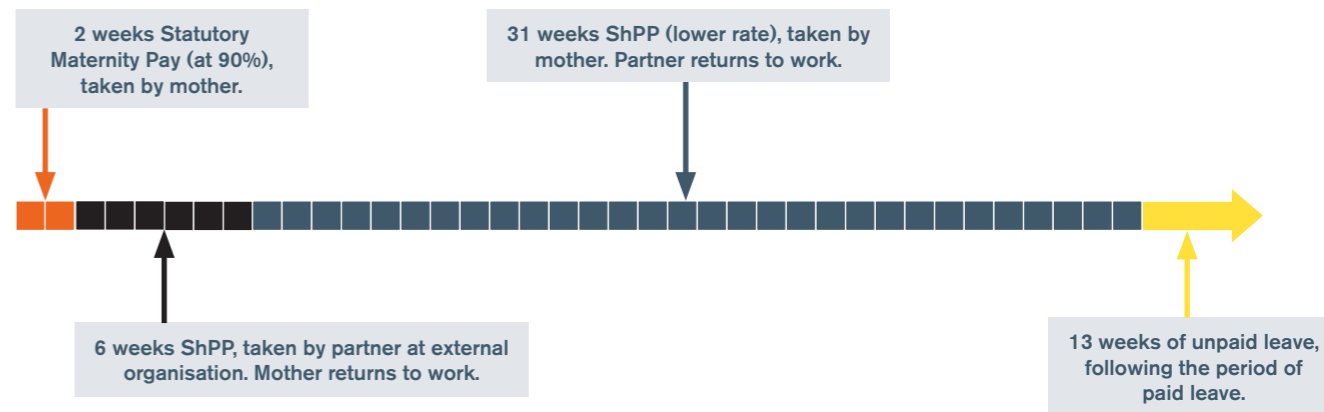 2 weeks Statutory
Maternity Pay (at 90%),
taken by mother.
31 weeks ShPP (lower rate), taken by
mother. Partner returns to work.
6 weeks ShPP, taken by partner at external
organisation. Mother returns to work.
13 weeks of unpaid leave,
following the period of
paid leave.